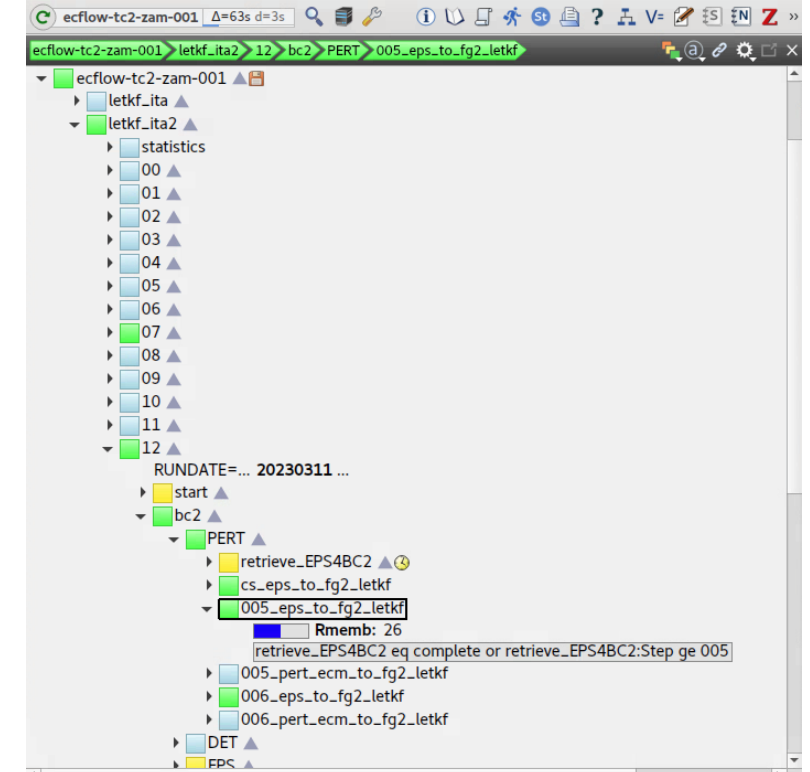 ecflow-tc2-zam-001 Δ=63s d=3s i St ? V= S N Z »
ecflow-tc2-zam-001 letkf_ita2 12 bc2 PERT 005_eps_to_fg2_letkf a
ecflow-tc2-zam-001
letkf_ita
letkf_ita2
statistics
00
01
02
03
04
05
06
07
08
09
10
11
12
RUNDATE=... 20230311 ...
start
bc2
PERT
retrieve_EPS4BC2
cs_eps_to_fg2_letkf
005_eps_to_fg2_letkf
Rmemb: 26
retrieve_EPS4BC2 eq complete or retrieve_EPS4BC2:Step ge 005
005_pert_ecm_to_fg2_letkf
006_eps_to_fg2_letkf
006_pert_ecm_to_fg2_letkf
DET
EPS